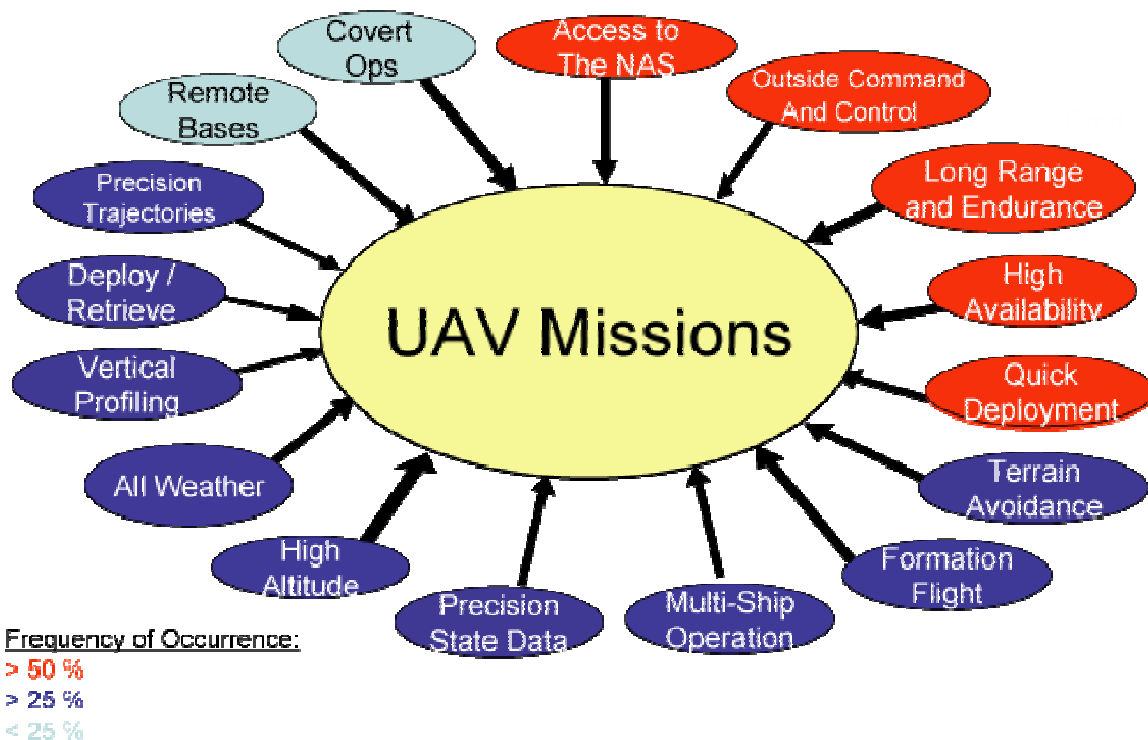 Covert
Ops
Access to
The NAS
Outside Command
And Control
Remote
Bases
Long Range
and Endurance
Precision
Trajectories
Deploy /
Retrieve
High
Availability
UAV Missions
Vertical
Profiling
Quick
Deployment
All Weather
Terrain
Avoidance
High
Altitude
Formation
Flight
Precision
State Data
Multi-Ship
Operation
Frequency of Occurrence:
> 50 %
> 25 %
< 25 %